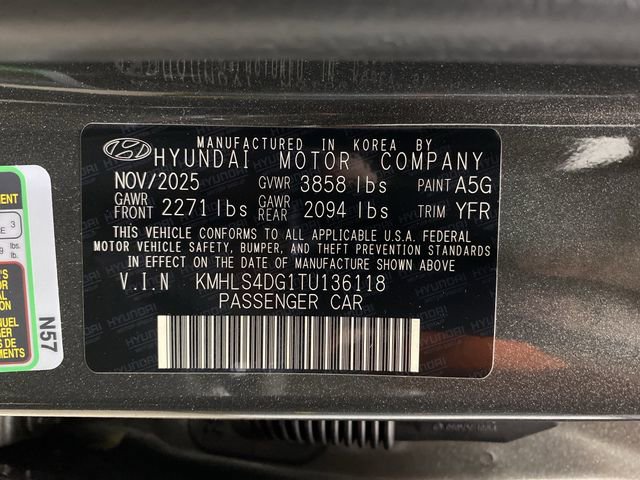 MANUFACTURED IN KOREA BY
HYUNDAI MOTOR COMPANY
NOV/2025 GVWR 3858 lbs PAINT A5G
GAWR FRONT 2271 lbs GAWR REAR 2094 lbs TRIM YFR
THIS VEHICLE CONFORMS TO ALL APPLICABLE U.S.A. FEDERAL
MOTOR VEHICLE SAFETY, BUMPER, AND THEFT PREVENTION STANDARDS
IN EFFECT ON THE DATE OF MANUFACTURE SHOWN ABOVE
V.I.N KMHLS4DG1TU136118
PASSENGER CAR
N57